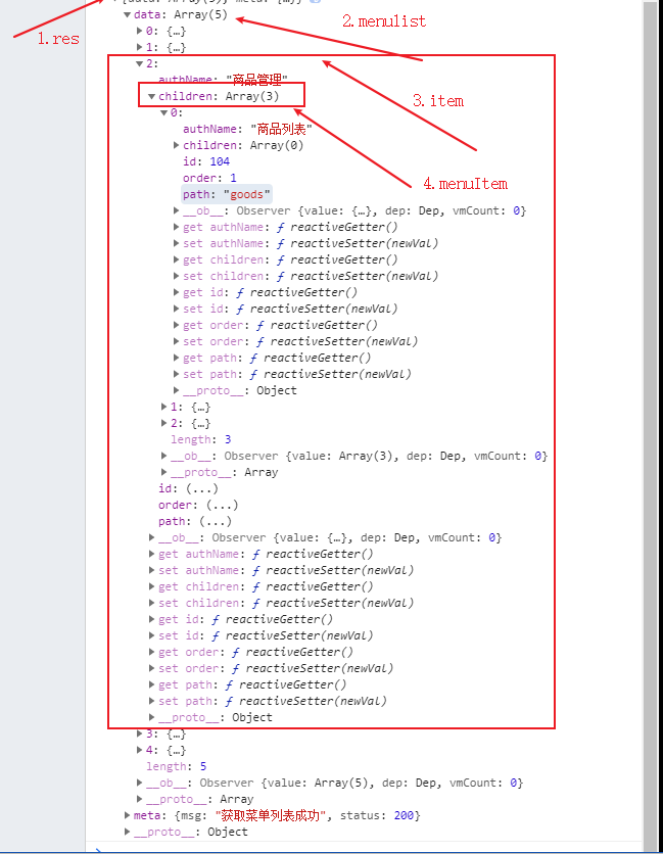 {data: Array(5), meta: {…}}
1.res
▼data: Array(5)
2.menulist
▶0: {…}
▶1: {…}
▼2:
authName: "商品管理"
▼children: Array(3)
3.item
▼0:
authName: "商品列表"
▶children: Array(0)
id: 104
order: 1
4.menuItem
path: "goods"
▶__ob__: Observer {value: {…}, dep: Dep, vmCount: 0}
▶get authName: ƒ reactiveGetter()
▶set authName: ƒ reactiveSetter(newVal)
▶get children: ƒ reactiveGetter()
▶set children: ƒ reactiveSetter(newVal)
▶get id: ƒ reactiveGetter()
▶set id: ƒ reactiveSetter(newVal)
▶get order: ƒ reactiveGetter()
▶set order: ƒ reactiveSetter(newVal)
▶get path: ƒ reactiveGetter()
▶set path: ƒ reactiveSetter(newVal)
▶__proto__: Object
▶1: {…}
▶2: {…}
length: 3
▶__ob__: Observer {value: Array(3), dep: Dep, vmCount: 0}
▶__proto__: Array
id: (...)
order: (...)
path: (...)
▶__ob__: Observer {value: {…}, dep: Dep, vmCount: 0}
▶get authName: ƒ reactiveGetter()
▶set authName: ƒ reactiveSetter(newVal)
▶get children: ƒ reactiveGetter()
▶set children: ƒ reactiveSetter(newVal)
▶get id: ƒ reactiveGetter()
▶set id: ƒ reactiveSetter(newVal)
▶get order: ƒ reactiveGetter()
▶set order: ƒ reactiveSetter(newVal)
▶get path: ƒ reactiveGetter()
▶set path: ƒ reactiveSetter(newVal)
▶__proto__: Object
▶3: {…}
▶4: {…}
length: 5
▶__ob__: Observer {value: Array(5), dep: Dep, vmCount: 0}
▶__proto__: Array
▶meta: {msg: "获取菜单列表成功", status: 200}
▶__proto__: Object